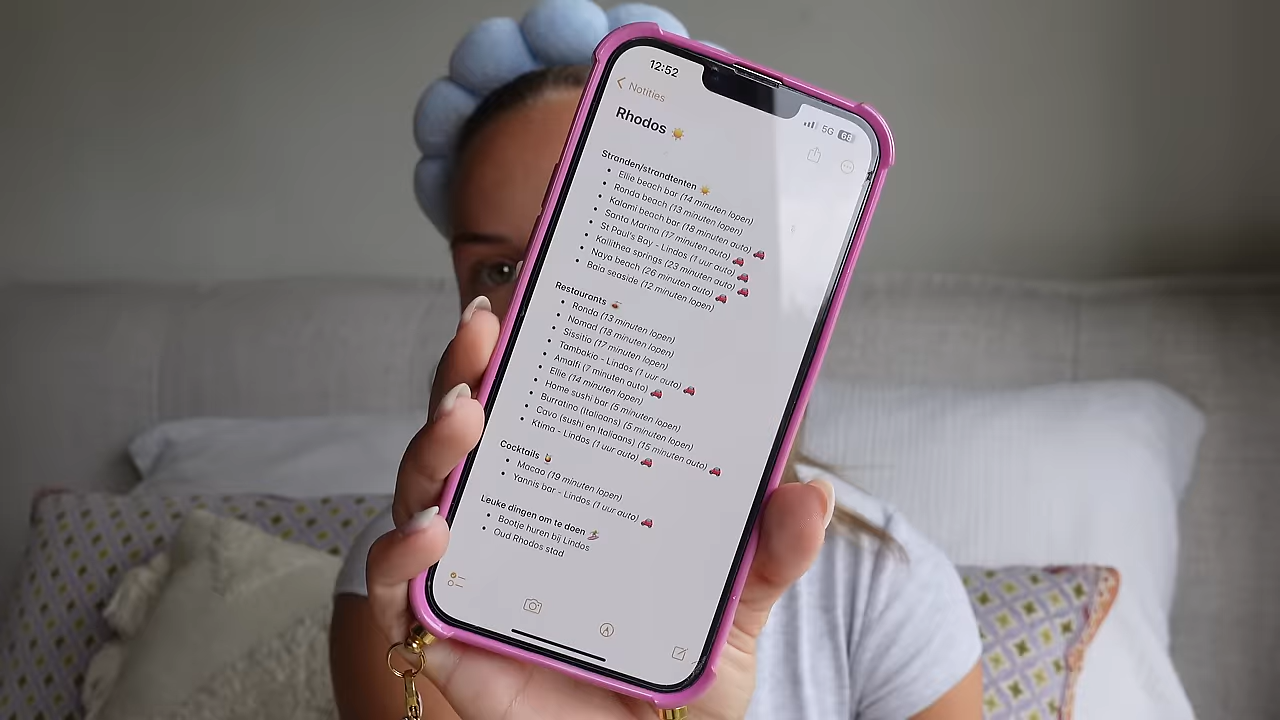 12:52
5G 68
Notities
Rhodos ☀️
Stranden/strandtenten ☀️
• Ellie beach bar (14 minuten lopen)
• Ronda beach (13 minuten lopen)
• Kalami beach bar (18 minuten auto) 🚗
• Santa Marina (17 minuten auto) 🚗
• St Paul's Bay - Lindos (1 uur auto) 🚗
• Kallithea springs (23 minuten auto) 🚗
• Naya beach (26 minuten auto) 🚗
• Baia seaside (12 minuten lopen)
Restaurants
• Ronda (13 minuten lopen)
• Nomad (18 minuten lopen)
• Sissitio (17 minuten lopen)
• Tambakio - Lindos (1 uur auto) 🚗
• Amalfi (7 minuten auto) 🚗
• Ellie (14 minuten lopen)
• Home sushi bar (5 minuten lopen)
• Burratino (Italiaans) (5 minuten lopen)
• Cavo (sushi en Italiaans) (15 minuten auto) 🚗
• Ktima - Lindos (1 uur auto) 🚗
Cocktails
• Macao (19 minuten lopen)
• Yannis bar - Lindos (1 uur auto) 🚗
Leuke dingen om te doen
• Bootje huren bij Lindos
• Oud Rhodos stad